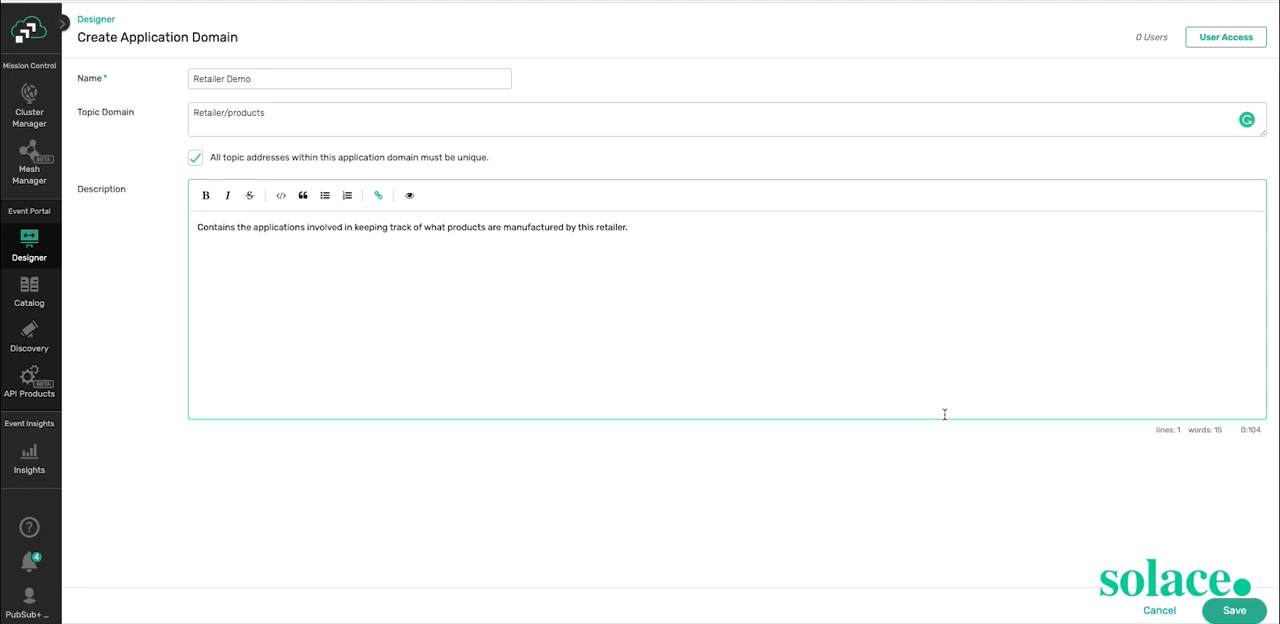 Designer
Create Application Domain
0 Users
User Access
Mission Control
Cluster
Manager
BETA
Mesh
Manager
Event Portal
Designer
Catalog
Discovery
BETA
API Products
Event Insights
Insights
?
4
PubSub+ ...
Name*
Retailer Demo
Topic Domain
Retailer/products
All topic addresses within this application domain must be unique.
Description
B I S
Contains the applications involved in keeping track of what products are manufactured by this retailer.
lines: 1 words: 15 0:104
solace.
Cancel
Save